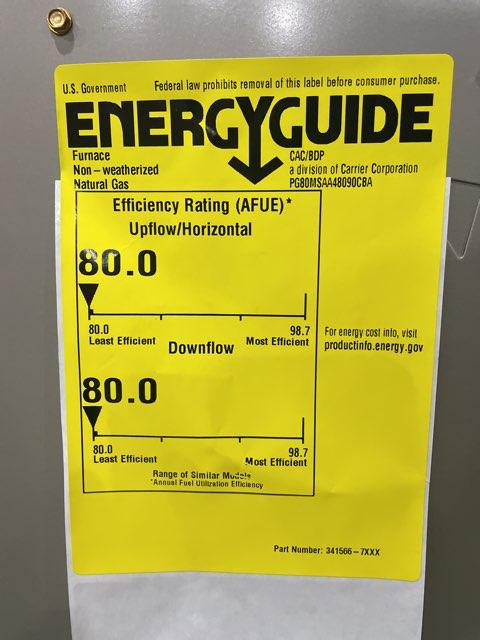 U.S. Government Federal law prohibits removal of this label before consumer purchase.
ENERGYGUIDE
Furnace
Non-weatherized
Natural Gas
CAC/BDP
a division of Carrier Corporation
PG80MSAA48090CBA
Efficiency Rating (AFUE)*
Upflow/Horizontal
80.0
80.0 98.7
Least Efficient Most Efficient
For energy cost info, visit
productinfo.energy.gov
Downflow
80.0
80.0 98.7
Least Efficient Most Efficient
Range of Similar Models
*Annual Fuel Utilization Efficiency
Part Number: 341566-7XXX